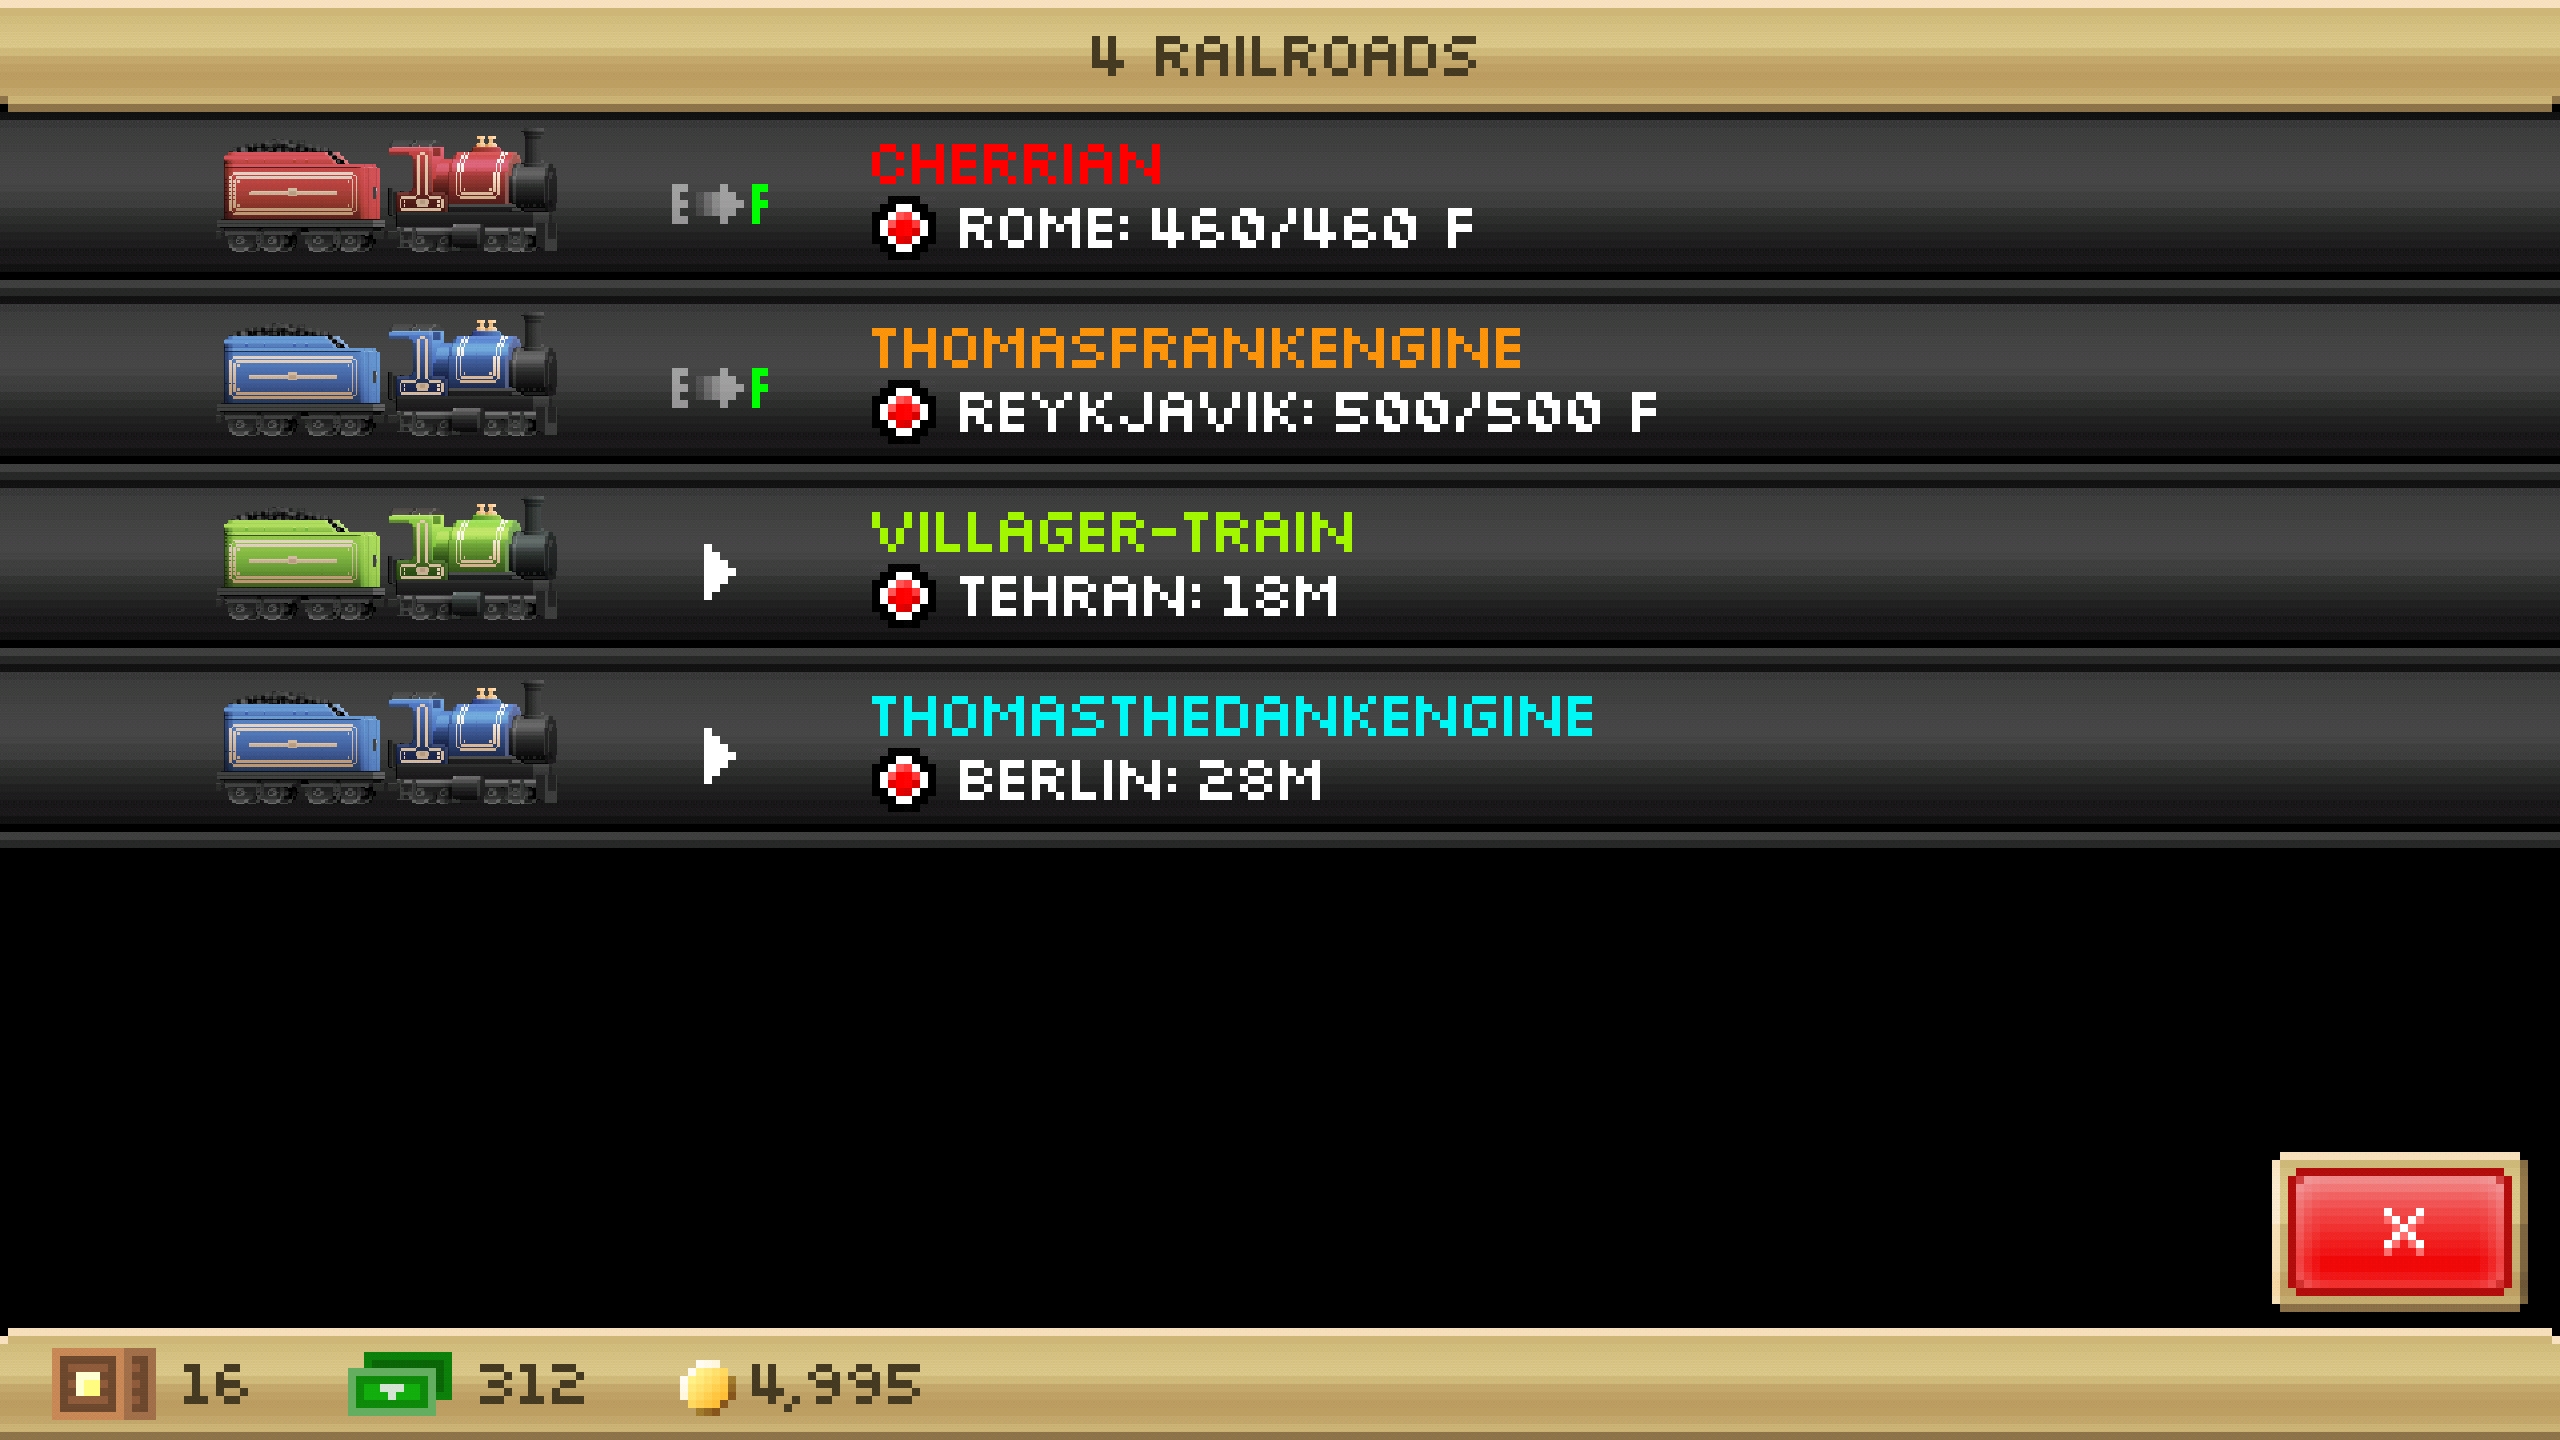 4 RAILROADS
E F CHERRIAN
ROME: 460/460 F
E F THOMASFRANKENGINE
REYKJAVIK: 500/500 F
VILLAGER-TRAIN
TEHRAN: 18M
THOMASTHEDANKENGINE
BERLIN: 28M
X
16 312 4,995